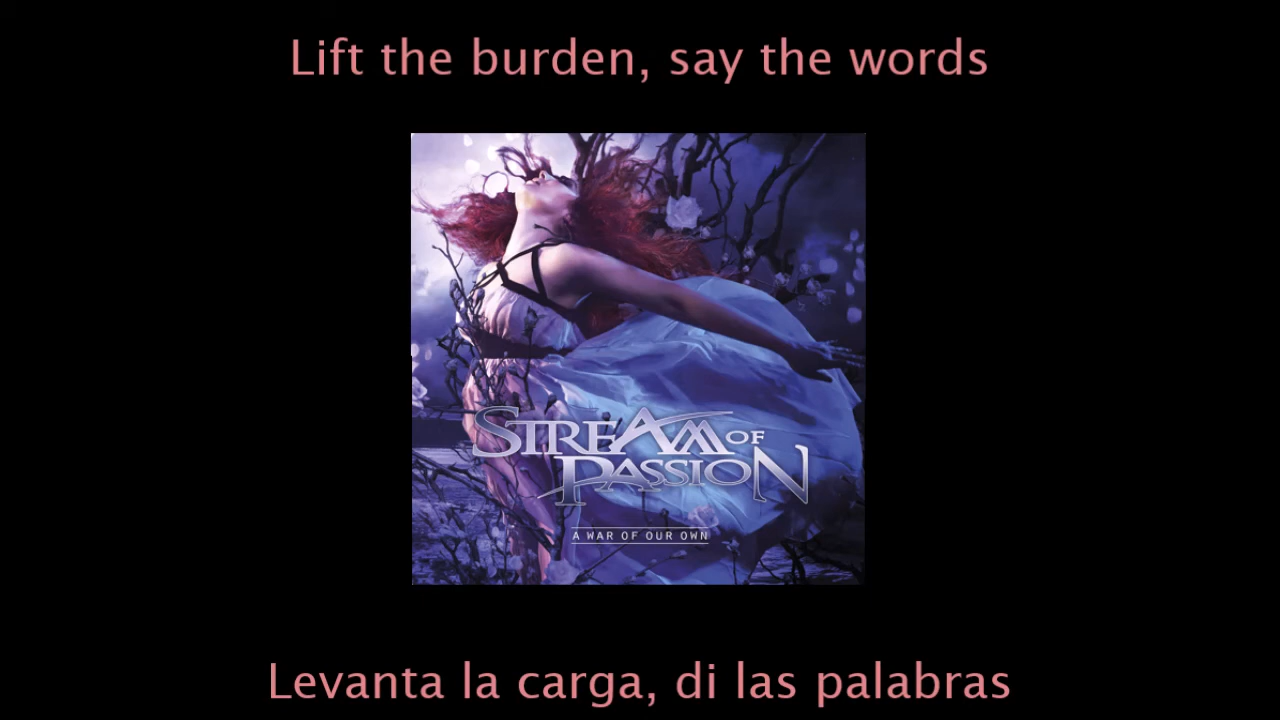 Lift the burden, say the words
STREAM OF
PASSION
A WAR OF OUR OWN
Levanta la carga, di las palabras